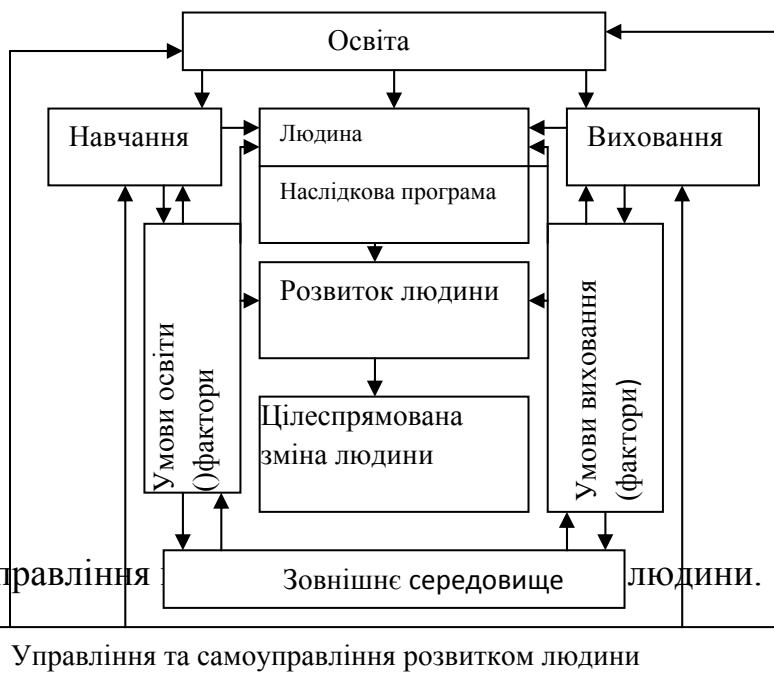 Освіта
Навчання
Людина
Виховання
Наслідкова програма
Розвиток людини
Умови освіти
()фактори
Цілеспрямована
зміна людини
Умови виховання
(фактори)
Зовнішнє середовище
людини.
Управління та самоуправління розвитком людини